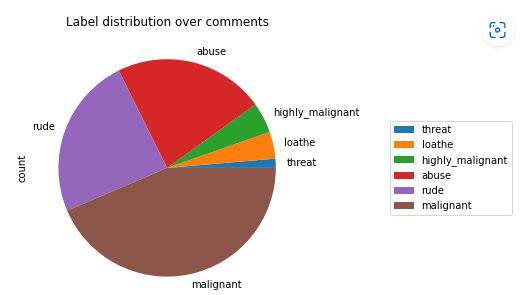 Label distribution over comments
abuse
highly_malignant
rude
loathe
threat
count
malignant
threat
loathe
highly_malignant
abuse
rude
malignant